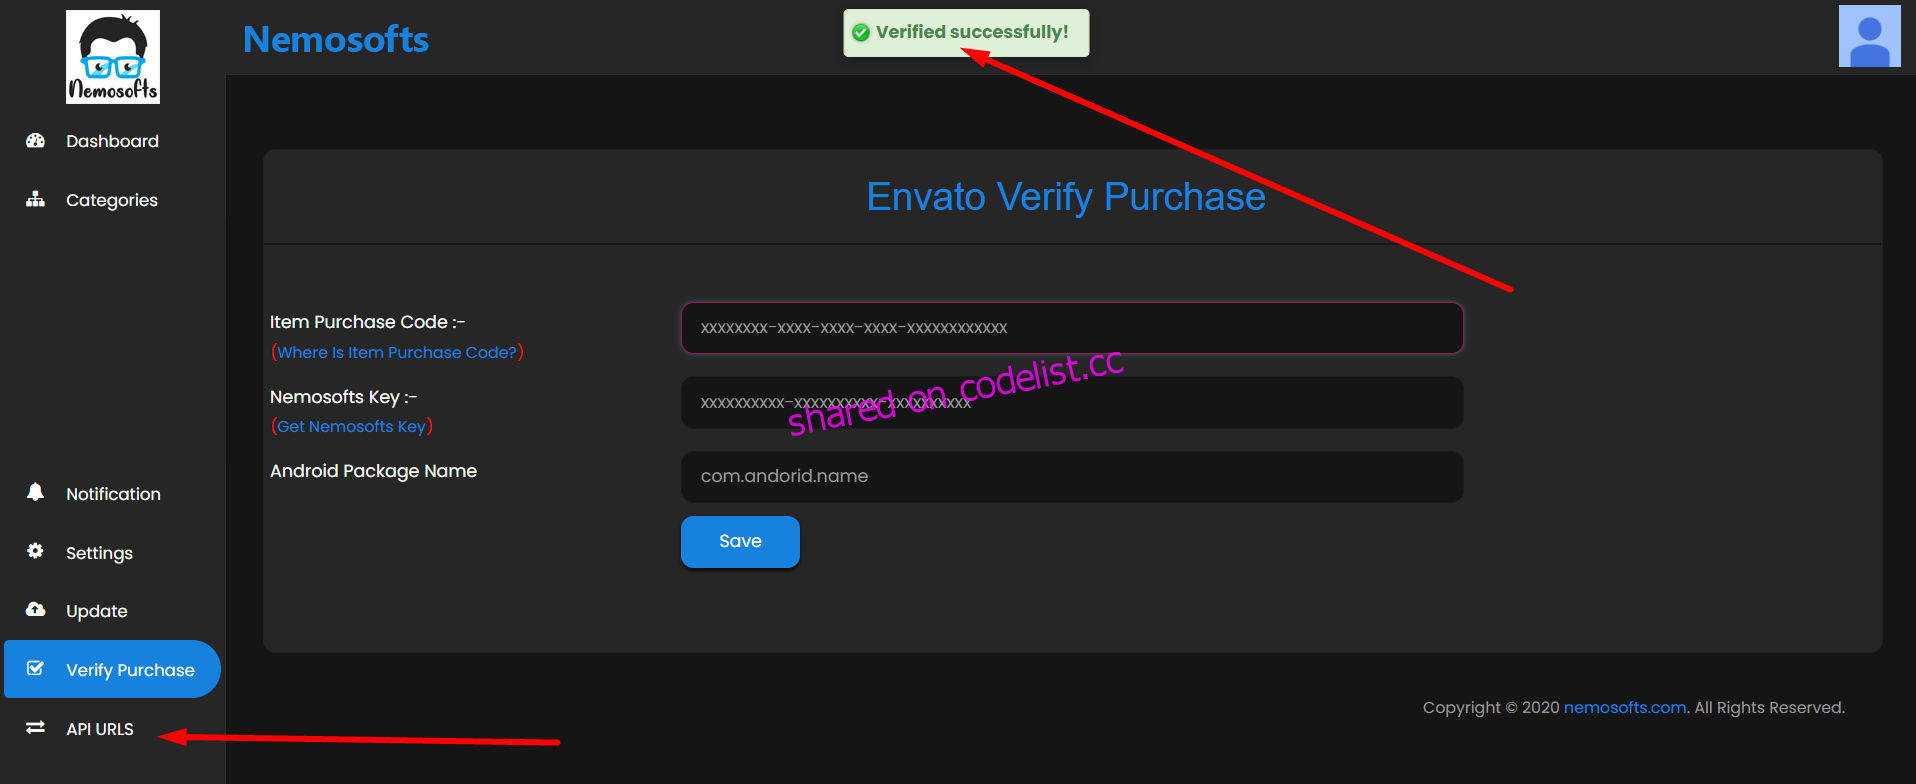 Nemosofts
Nemosofts
Verified successfully!
Dashboard
Categories
Notification
Settings
Update
Verify Purchase
API URLS
Envato Verify Purchase
Item Purchase Code :-
(Where Is Item Purchase Code?)
xxxxxxxx-xxxx-xxxx-xxxx-xxxxxxxxxxxx
Nemosofts Key :-
(Get Nemosofts Key)
xxxxxxxxxx-xxxxxxxxxx-xxxxxxxxxx
shared on codelist.cc
Android Package Name
com.andorid.name
Save
Copyright © 2020 nemosofts.com. All Rights Reserved.